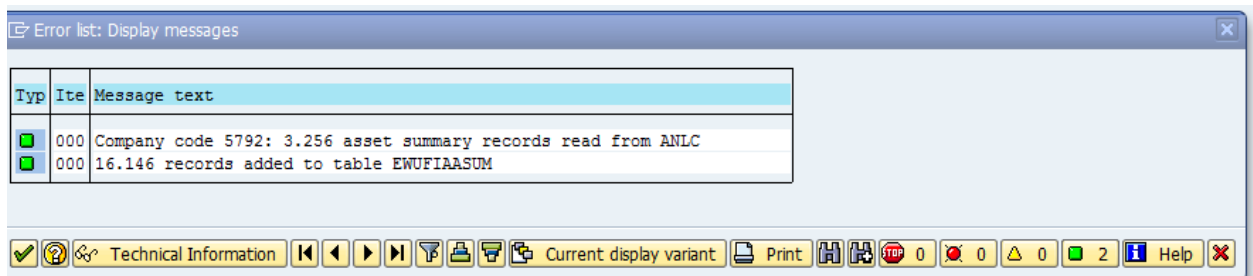 Error list: Display messages
Typ Ite Message text
000 Company code 5792: 3.256 asset summary records read from ANLC
000 16.146 records added to table EWUFIAASUM
Technical Information Current display variant Print STOP 0 0 0 2 Help